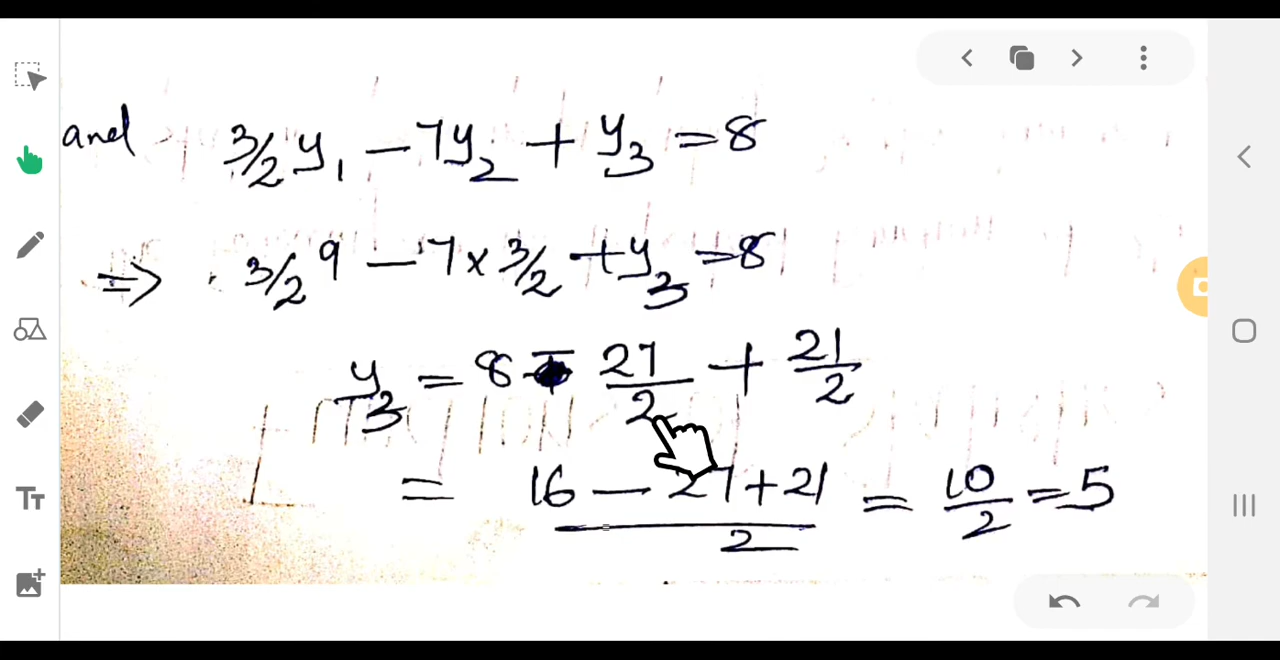 and 3/2 y₁ - 7y₂ + y₃ = 8
⇒ 3/2 9 - 7 × 3/2 + y₃ = 8
y₃ = 8 - 27/2 + 21/2
= (16 - 27 + 21)/2 = 10/2 = 5
Tт